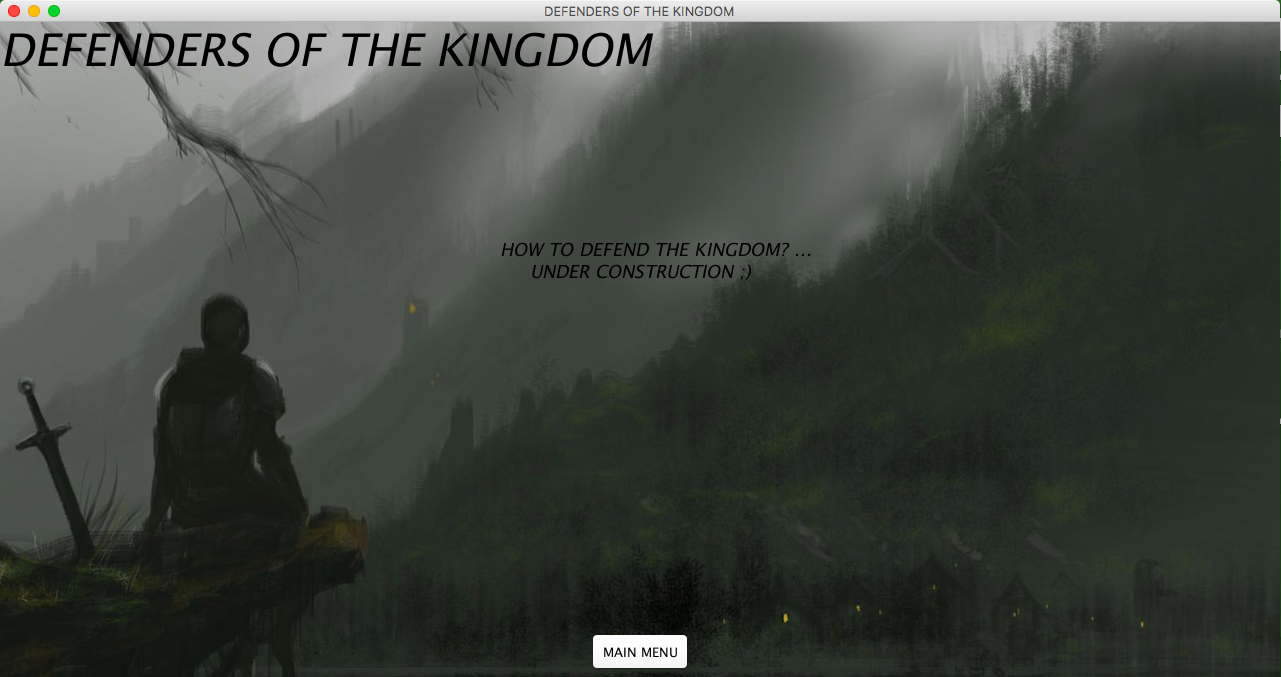 DEFENDERS OF THE KINGDOM
DEFENDERS OF THE KINGDOM
HOW TO DEFEND THE KINGDOM? ...
UNDER CONSTRUCTION ;)
MAIN MENU